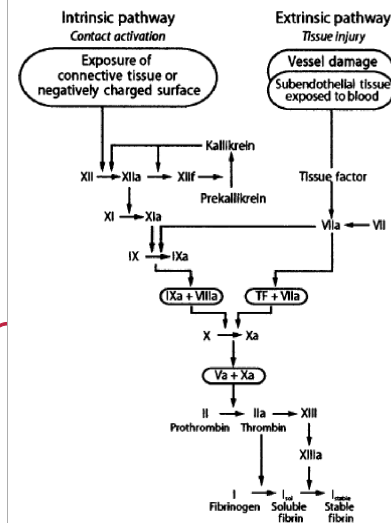 Intrinsic pathway
Contact activation
Exposure of
connective tissue or
negatively charged surface
Extrinsic pathway
Tissue injury
Vessel damage
Subendothelial tissue
exposed to blood
Kallikrein
XII
XIIa
XIIf
Prekallikrein
Tissue factor
XI
XIa
VIIa
VII
IX
IXa
IXa + VIIIa
TF + VIIa
X
Xa
Va + Xa
II
IIa
XIII
Prothrombin
Thrombin
XIIIa
I
Isol
Istable
Fibrinogen
Soluble
fibrin
Stable
fibrin